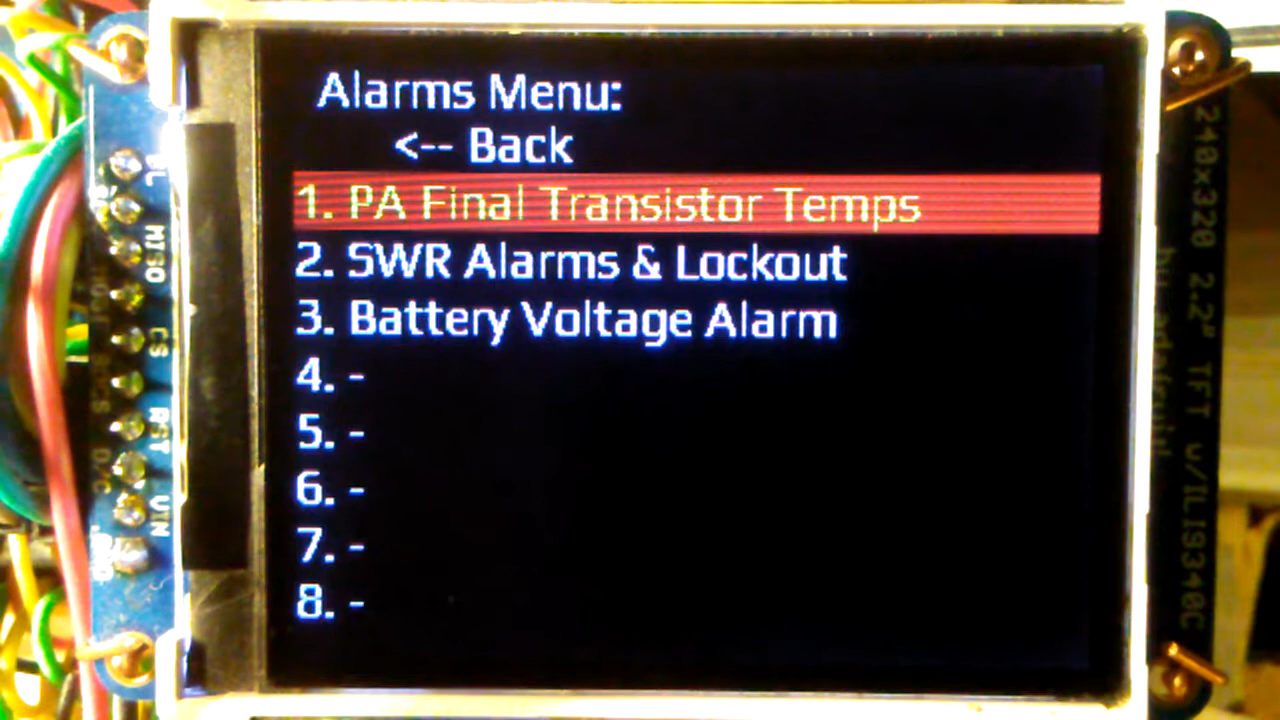 Alarms Menu:
<-- Back
1. PA Final Transistor Temps
2. SWR Alarms & Lockout
3. Battery Voltage Alarm
4. -
5. -
6. -
7. -
8. -
MISO
CS
RST
D/C
VIN
240x320 2.2" TFT w/ILI9340C